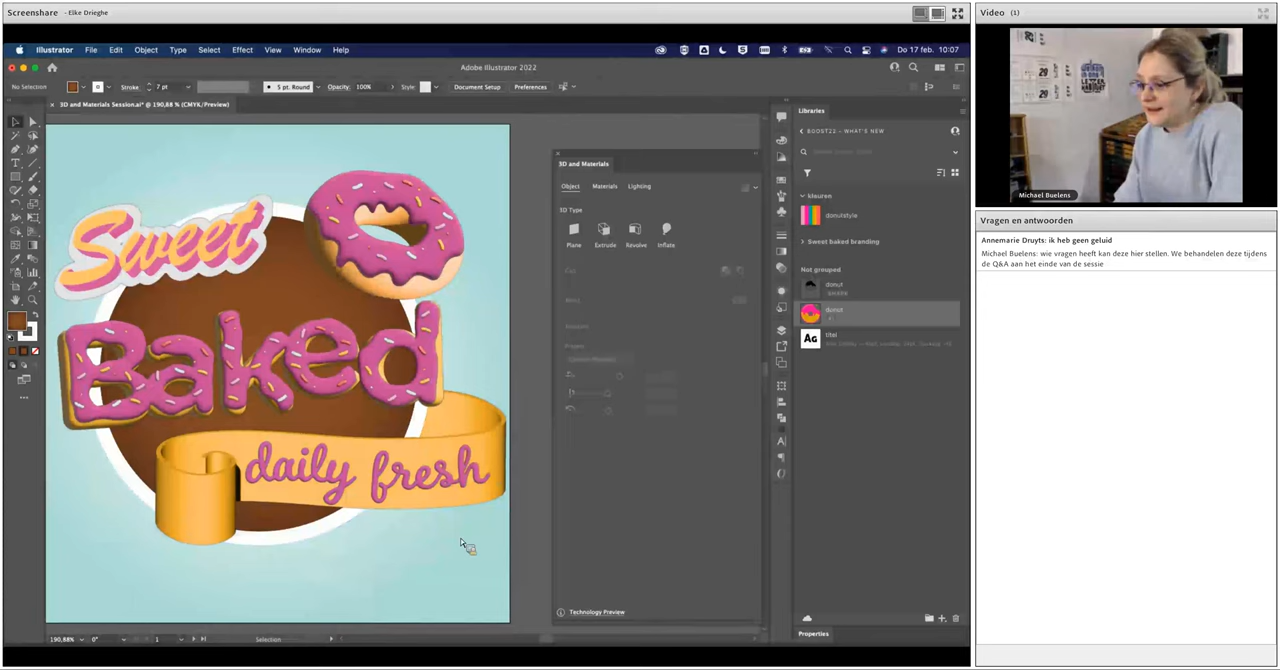 Screenshare - Elke Drieghe
Illustrator File Edit Object Type Select Effect View Window Help
Do 17 feb. 10:07
Adobe Illustrator 2022
No Selection
Stroke: 7 pt
5 pt. Round
Opacity: 100%
Style:
Document Setup
Preferences
3D and Materials Session.ai* @ 190,88 % (CMYK/Preview)
Sweet
Baked
daily fresh
3D and Materials
Object Materials Lighting
3D Type
Plane Extrude Revolve Inflate
Technology Preview
Libraries
BOOST22 – WHAT'S NEW
kleuren
donutstyle
Sweet baked branding
Not grouped
donut
donut
Ag titel
Properties
190,88% 0° 1 Selection
Video (1)
29
29
Michael Buelens
Vragen en antwoorden
Annemarie Druyts: ik heb geen geluid
Michael Buelens: wie vragen heeft kan deze hier stellen. We behandelen deze tijdens
de Q&A aan het einde van de sessie